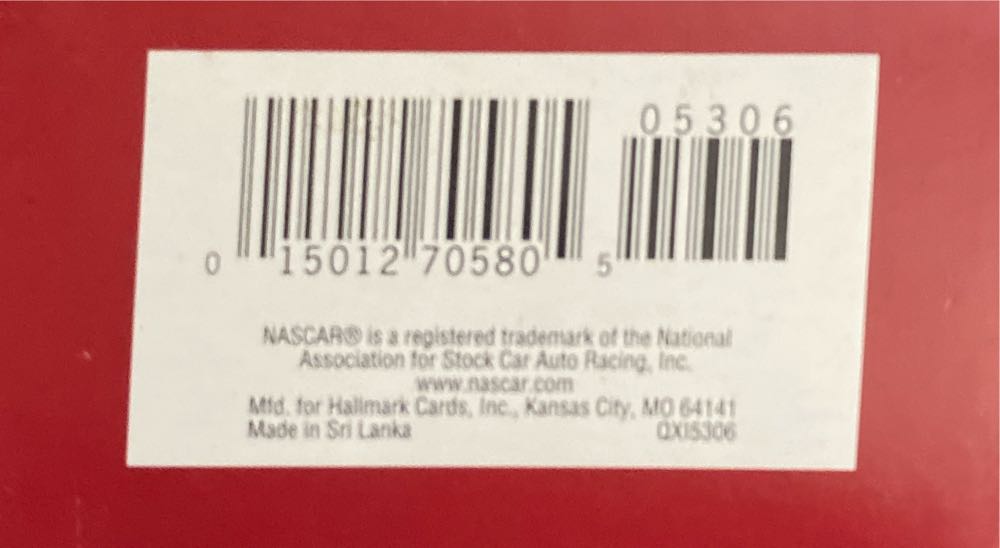 05306
0 15012 70580 5
NASCAR® is a registered trademark of the National
Association for Stock Car Auto Racing, Inc.
www.nascar.com
Mfd. for Hallmark Cards, Inc., Kansas City, MO 64141
Made in Sri Lanka QXI5306